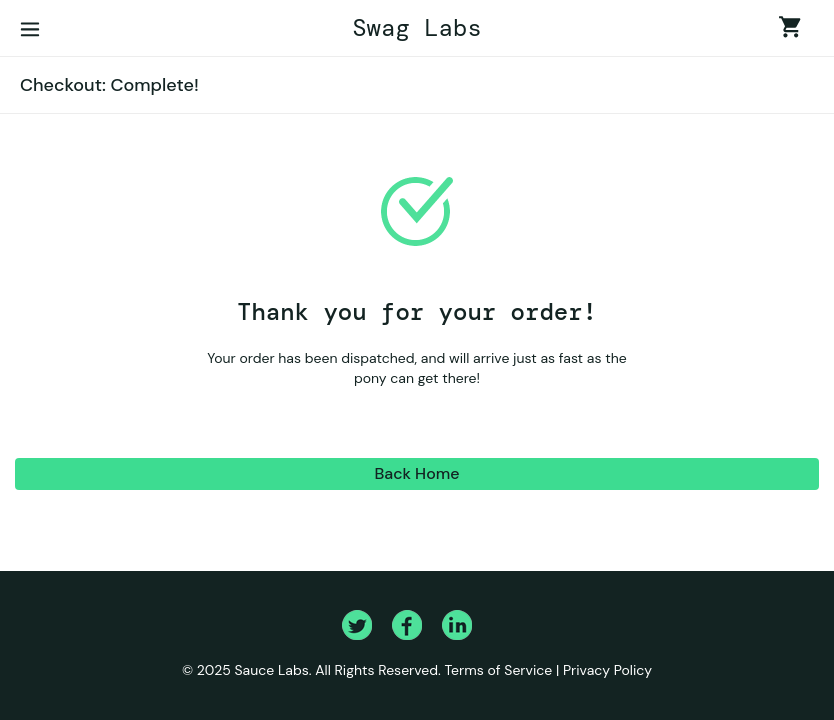 Swag Labs
Checkout: Complete!
Thank you for your order!
Your order has been dispatched, and will arrive just as fast as the
pony can get there!
Back Home
© 2025 Sauce Labs. All Rights Reserved. Terms of Service | Privacy Policy